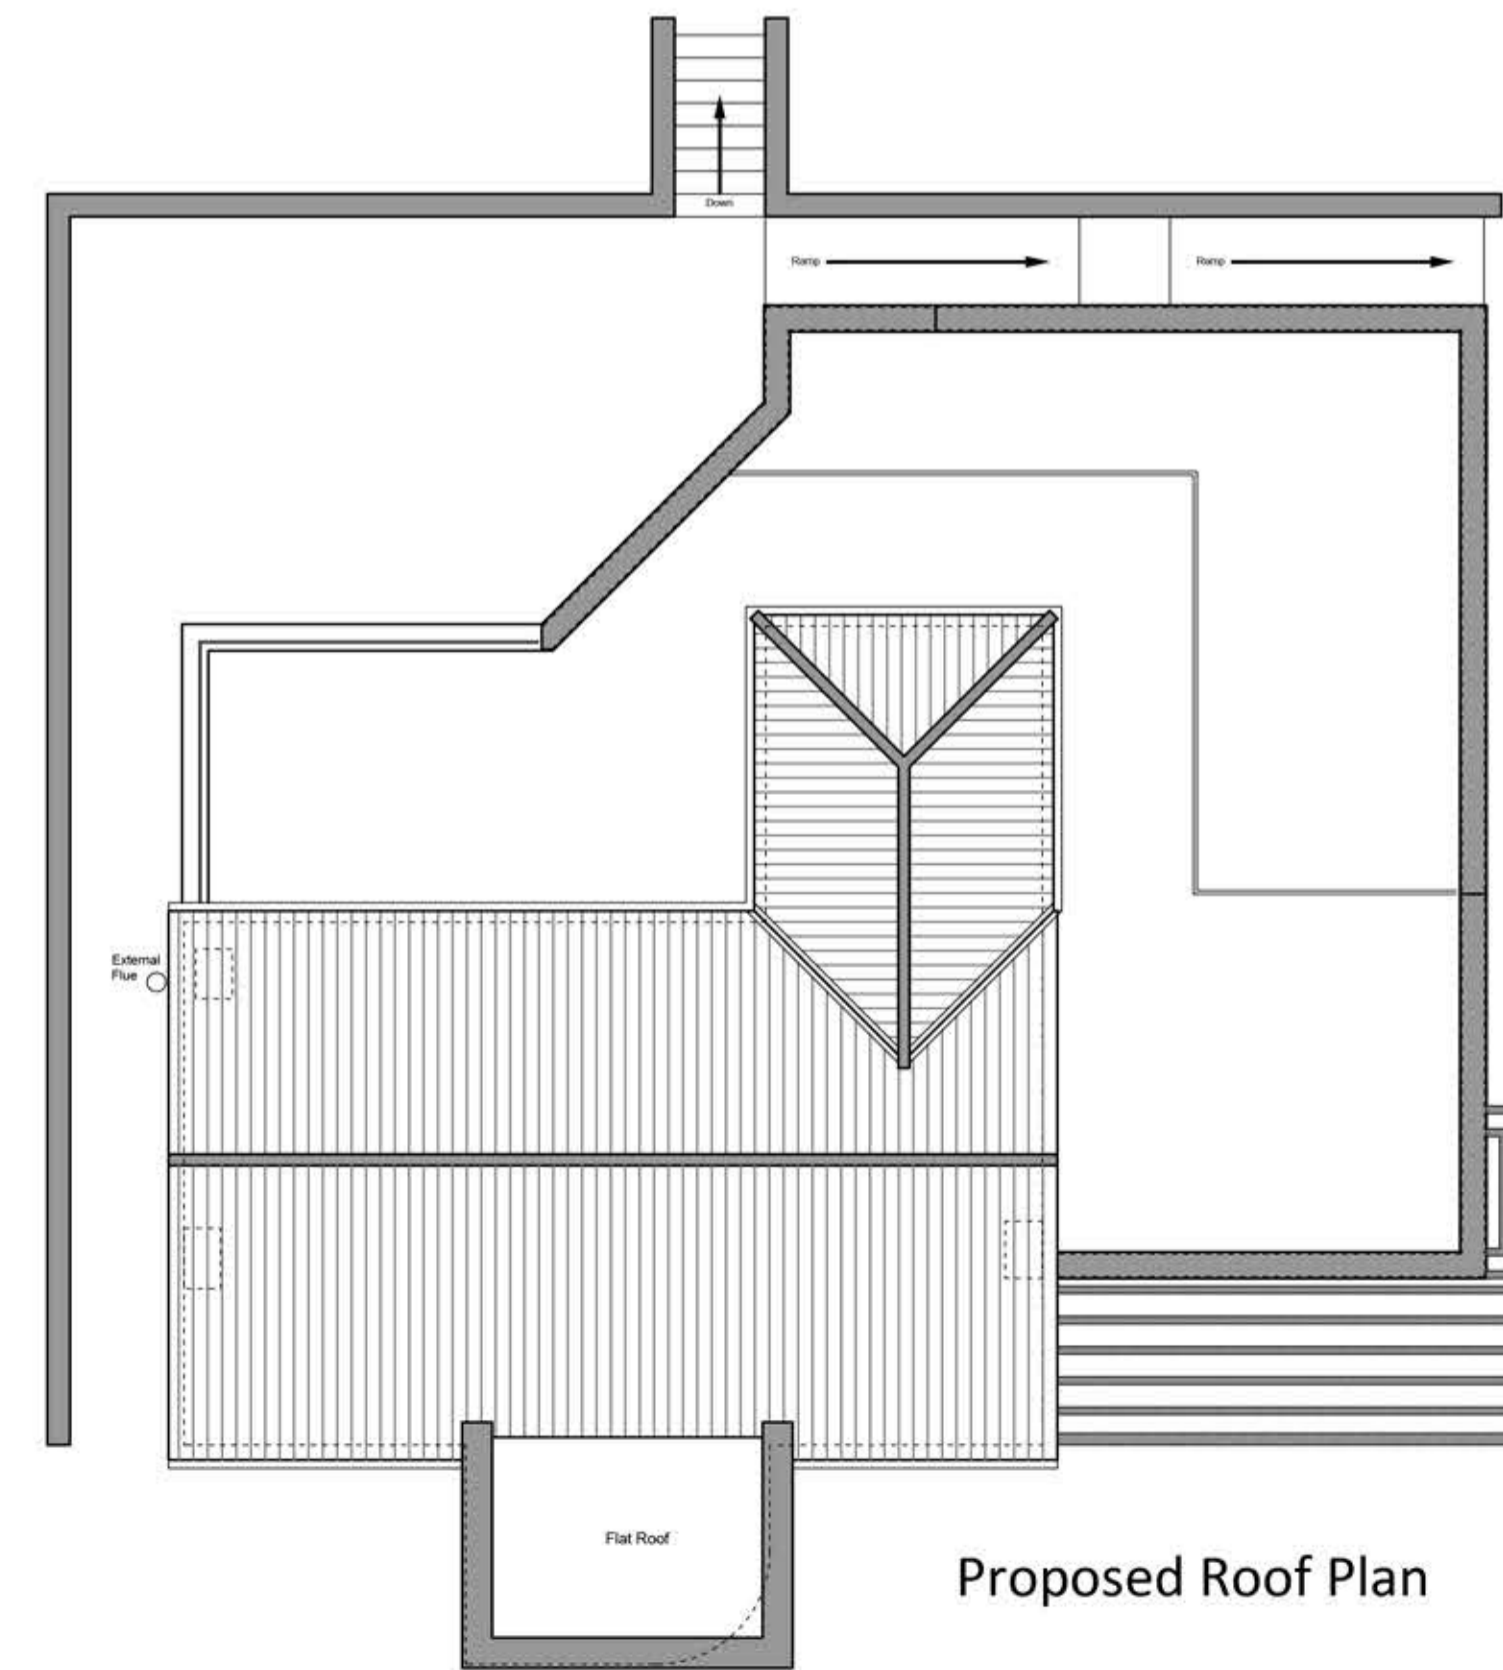 Down
Ramp
Ramp
External
Flue
Flat Roof
Proposed Roof Plan